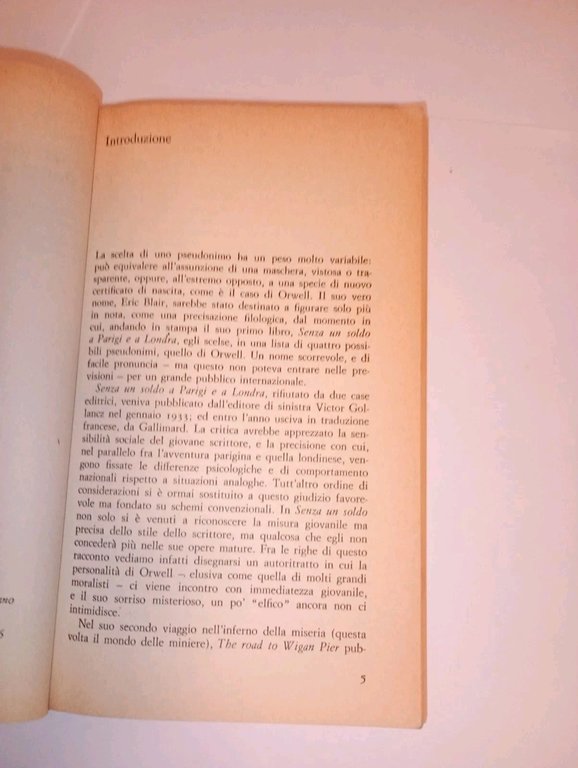 Introduzione
La scelta di uno pseudonimo ha un peso molto variabile:
può equivalere all'assunzione di una maschera, vistosa o tra-
sparente, oppure, all'estremo opposto, a una specie di nuovo
certificato di nascita, come è il caso di Orwell. Il suo vero
nome, Eric Blair, sarebbe stato destinato a figurare solo più
in nota, come una precisazione filologica, dal momento in
cui, andando in stampa il suo primo libro, Senza un soldo
a Parigi e a Londra, egli scelse, in una lista di quattro possi-
bili pseudonimi, quello di Orwell. Un nome scorrevole, e di
facile pronuncia – ma questo non poteva entrare nelle pre-
visioni – per un grande pubblico internazionale.
Senza un soldo a Parigi e a Londra, rifiutato da due case
editrici, veniva pubblicato dall'editore di sinistra Victor Gol-
lancz nel gennaio 1933; ed entro l'anno usciva in traduzione
francese, da Gallimard. La critica avrebbe apprezzato la sen-
sibilità sociale del giovane scrittore, e la precisione con cui,
nel parallelo fra l'avventura parigina e quella londinese, ven-
gono fissate le differenze psicologiche e di comportamento
nazionali rispetto a situazioni analoghe. Tutt'altro ordine di
considerazioni si è ormai sostituito a questo giudizio favore-
vole ma fondato su schemi convenzionali. In Senza un soldo
non solo si è venuti a riconoscere la misura giovanile ma
precisa dello stile dello scrittore, ma qualcosa che egli non
concederà più nelle sue opere mature. Fra le righe di questo
racconto vediamo infatti disegnarsi un autoritratto in cui la
personalità di Orwell – elusiva come quella di molti grandi
moralisti – ci viene incontro con immediatezza giovanile,
e il suo sorriso misterioso, un po' "elfico" ancora non ci
intimidisce.
Nel suo secondo viaggio nell'inferno della miseria (questa
volta il mondo delle miniere), The road to Wigan Pier pub-
5